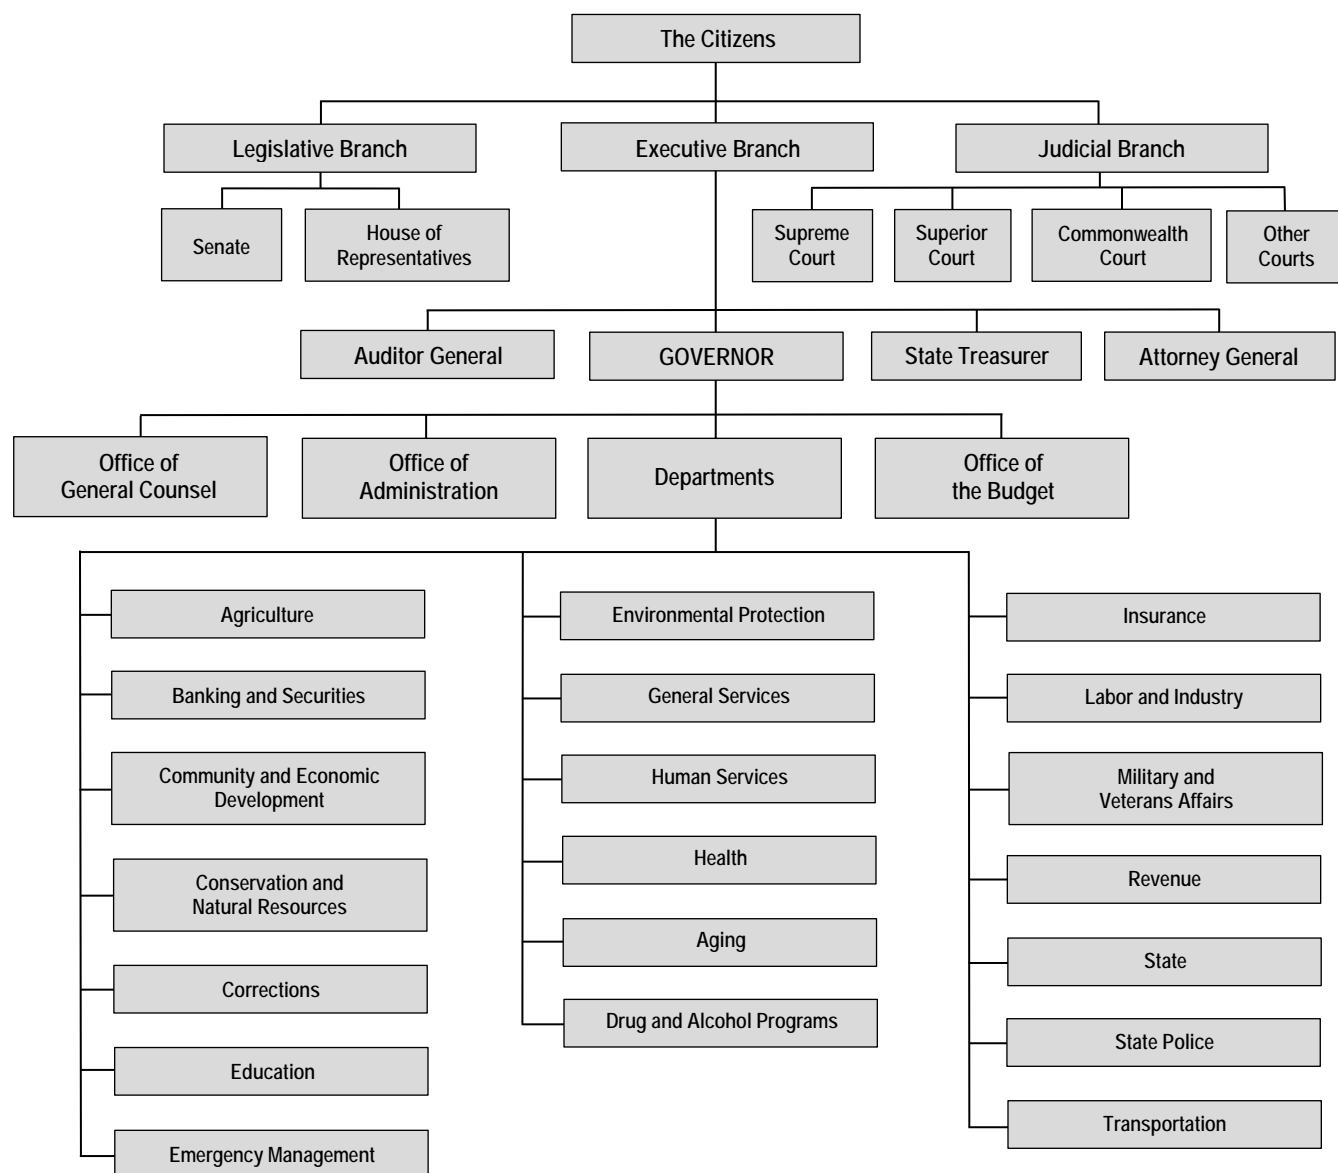 The Citizens
Legislative Branch
Executive Branch
Judicial Branch
Senate
House of
Representatives
Supreme
Court
Superior
Court
Commonwealth
Court
Other
Courts
Auditor General
GOVERNOR
State Treasurer
Attorney General
Office of
General Counsel
Office of
Administration
Departments
Office of
the Budget
Agriculture
Banking and Securities
Community and Economic
Development
Conservation and
Natural Resources
Corrections
Education
Emergency Management
Environmental Protection
General Services
Human Services
Health
Aging
Drug and Alcohol Programs
Insurance
Labor and Industry
Military and
Veterans Affairs
Revenue
State
State Police
Transportation